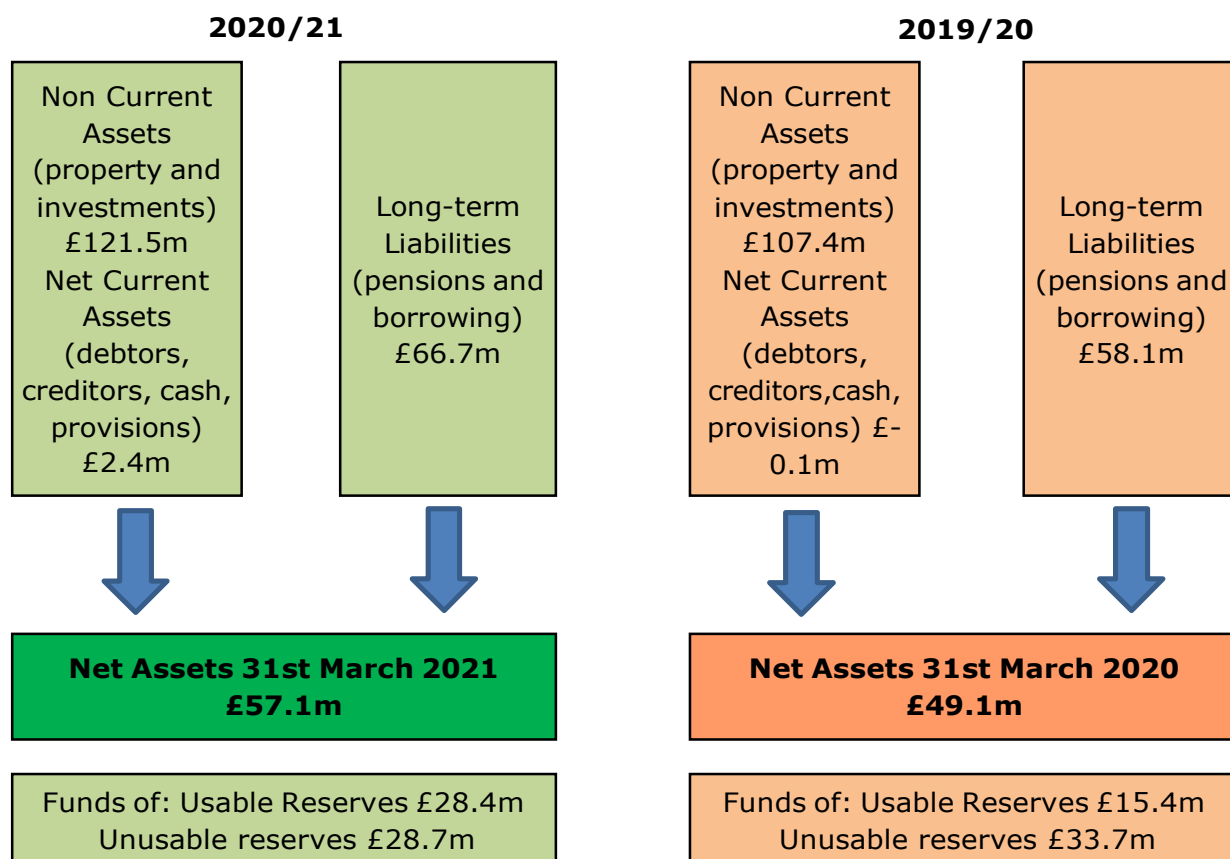 2020/21
Non Current
Assets
(property and
investments)
£121.5m
Net Current
Assets
(debtors,
creditors, cash,
provisions)
£2.4m
Long-term
Liabilities
(pensions and
borrowing)
£66.7m
Net Assets 31st March 2021
£57.1m
Funds of: Usable Reserves £28.4m
Unusable reserves £28.7m
2019/20
Non Current
Assets
(property and
investments)
£107.4m
Net Current
Assets
(debtors,
creditors,cash,
provisions) £-
0.1m
Long-term
Liabilities
(pensions and
borrowing)
£58.1m
Net Assets 31st March 2020
£49.1m
Funds of: Usable Reserves £15.4m
Unusable reserves £33.7m